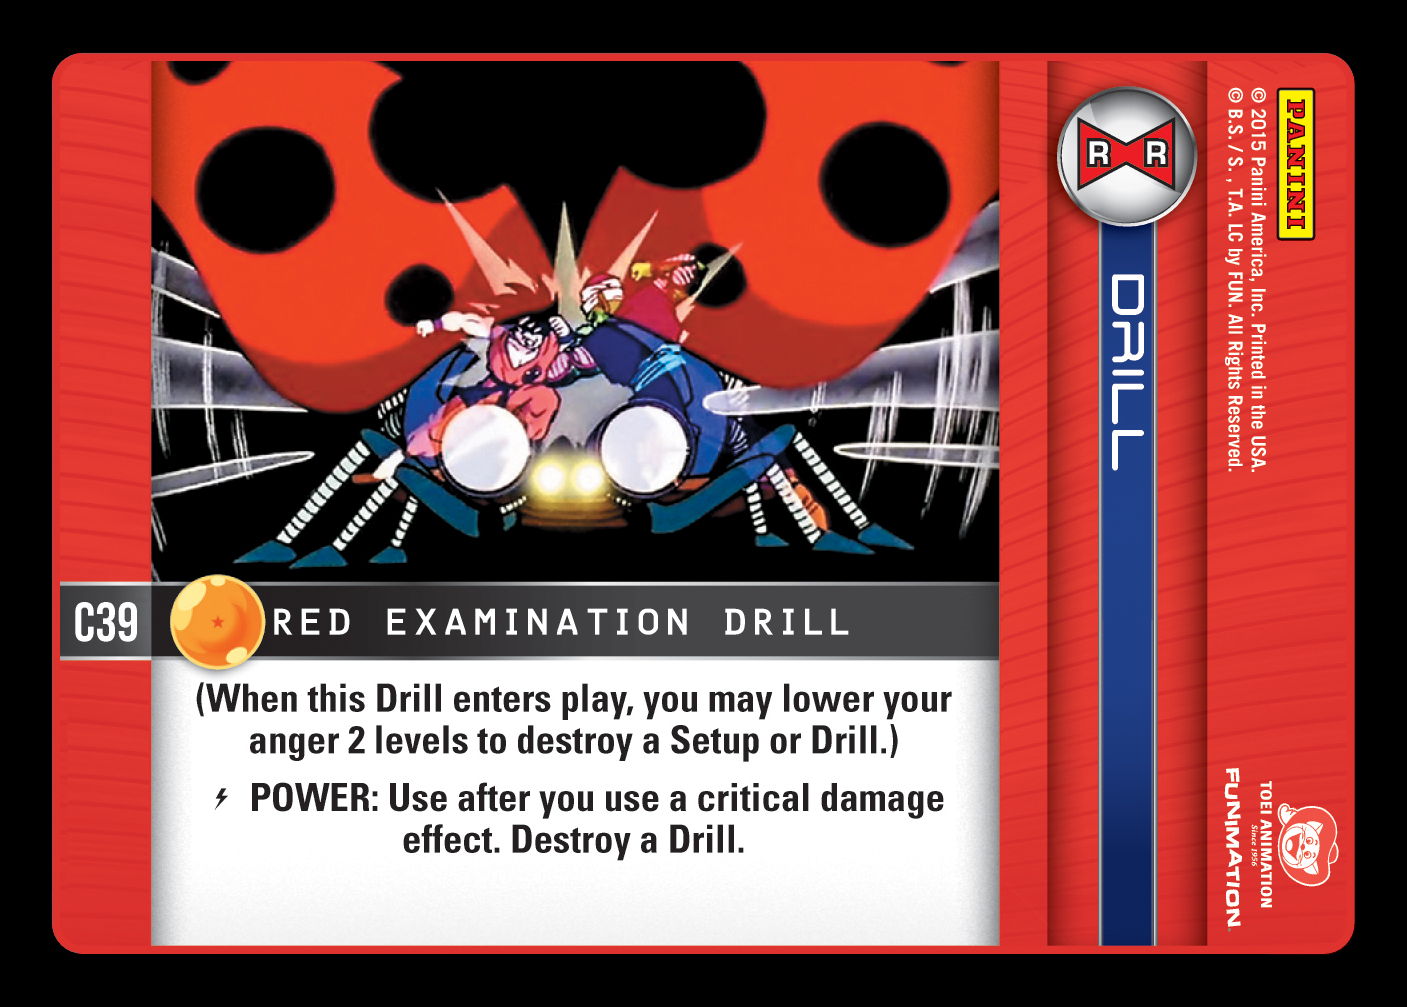 C39
RED EXAMINATION DRILL
(When this Drill enters play, you may lower your
anger 2 levels to destroy a Setup or Drill.)
POWER: Use after you use a critical damage
effect. Destroy a Drill.
R R
DRILL
PANINI
© 2015 Panini America, Inc. Printed in the USA.
© B.S. / S. , T.A. LC by FUN. All Rights Reserved.
TOEI ANIMATION
Since 1956
FUNIMATION